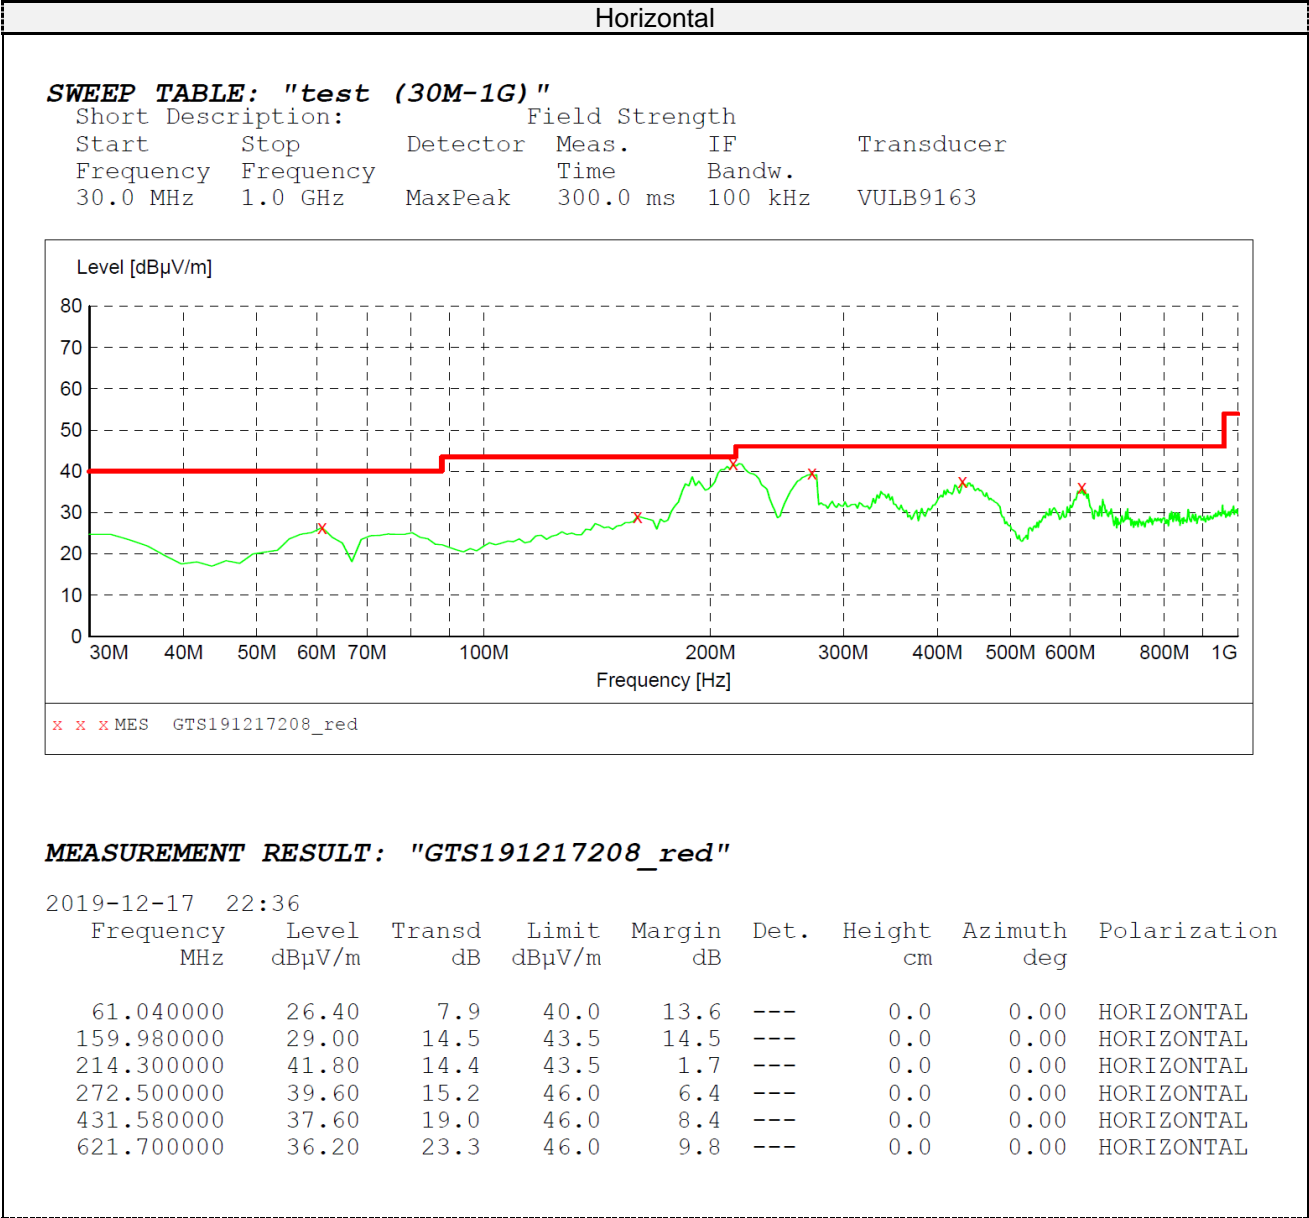 Horizontal
SWEEP TABLE: "test (30M-1G)"
Short Description: Field Strength
Start Stop Detector Meas. IF Transducer
Frequency Frequency Time Bandw.
30.0 MHz 1.0 GHz MaxPeak 300.0 ms 100 kHz VULB9163
Level [dBµV/m]
80
70
60
50
40
30
20
10
0
30M 40M 50M 60M 70M 100M 200M 300M 400M 500M 600M 800M 1G
Frequency [Hz]
x x x MES GTS191217208_red
MEASUREMENT RESULT: "GTS191217208_red"
2019-12-17 22:36
Frequency Level Transd Limit Margin Det. Height Azimuth Polarization
MHz dBµV/m dB dBµV/m dB cm deg
61.040000 26.40 7.9 40.0 13.6 --- 0.0 0.00 HORIZONTAL
159.980000 29.00 14.5 43.5 14.5 --- 0.0 0.00 HORIZONTAL
214.300000 41.80 14.4 43.5 1.7 --- 0.0 0.00 HORIZONTAL
272.500000 39.60 15.2 46.0 6.4 --- 0.0 0.00 HORIZONTAL
431.580000 37.60 19.0 46.0 8.4 --- 0.0 0.00 HORIZONTAL
621.700000 36.20 23.3 46.0 9.8 --- 0.0 0.00 HORIZONTAL